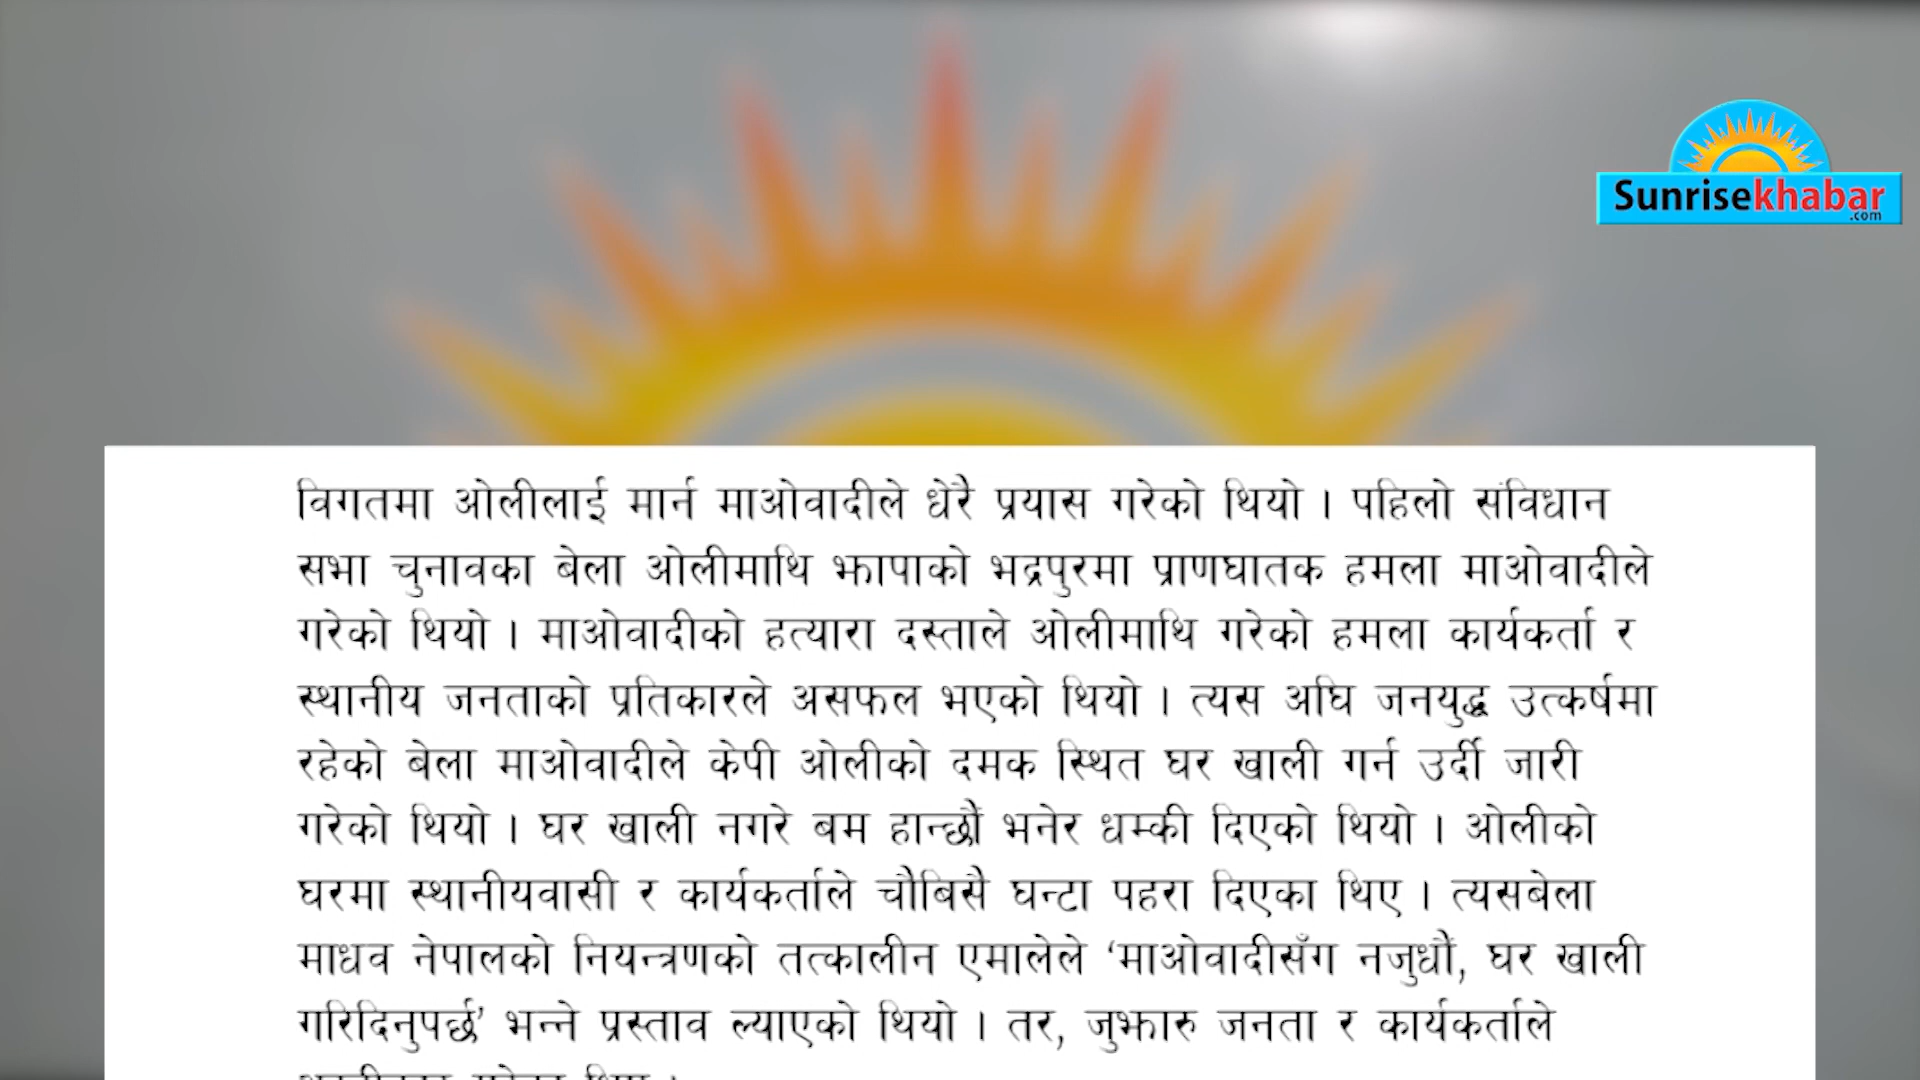 Sunrisekhabar
.com
विगतमा ओलीलाई मार्न माओवादीले धेरै प्रयास गरेको थियो । पहिलो संविधान
सभा चुनावका बेला ओलीमाथि झापाको भद्रपुरमा प्राणघातक हमला माओवादीले
गरेको थियो । माओवादीको हत्यारा दस्ताले ओलीमाथि गरेको हमला कार्यकर्ता र
स्थानीय जनताको प्रतिकारले असफल भएको थियो । त्यस अघि जनयुद्ध उत्कर्षमा
रहेको बेला माओवादीले केपी ओलीको दमक स्थित घर खाली गर्न उर्दी जारी
गरेको थियो । घर खाली नगरे बम हान्छौं भनेर धम्की दिएको थियो । ओलीको
घरमा स्थानीयवासी र कार्यकर्ताले चौबिसै घन्टा पहरा दिएका थिए । त्यसबेला
माधव नेपालको नियन्त्रणको तत्कालीन एमालेले ‘माओवादीसँग नजुधौं, घर खाली
गरिदिनुपर्छ’ भन्ने प्रस्ताव ल्याएको थियो । तर, जुझारु जनता र कार्यकर्ताले